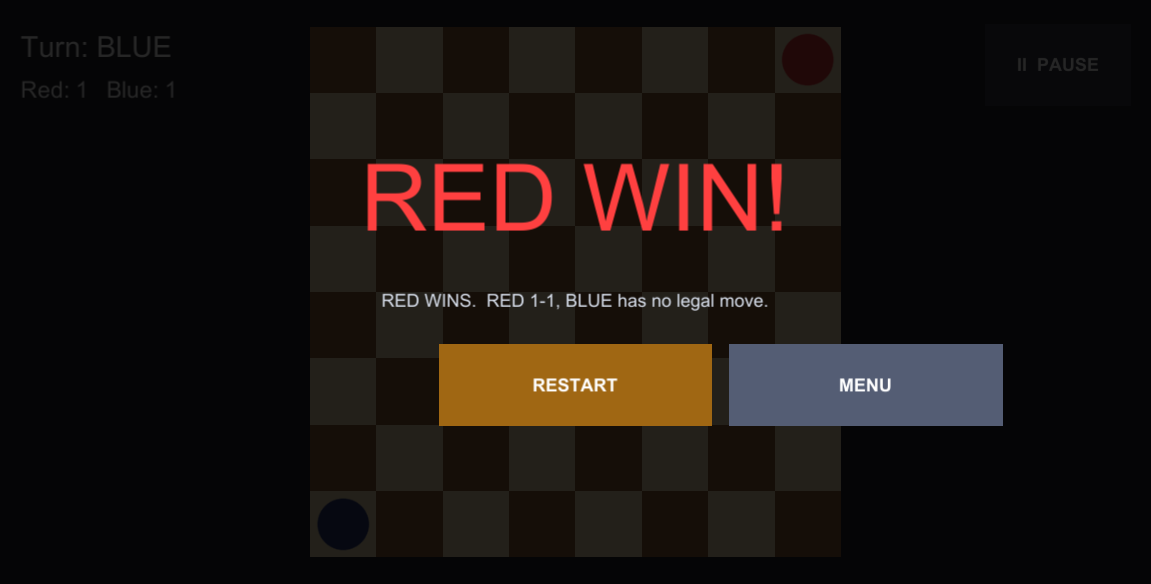 Turn: BLUE
Red: 1 Blue: 1
II PAUSE
RED WIN!
RED WINS. RED 1-1, BLUE has no legal move.
RESTART
MENU